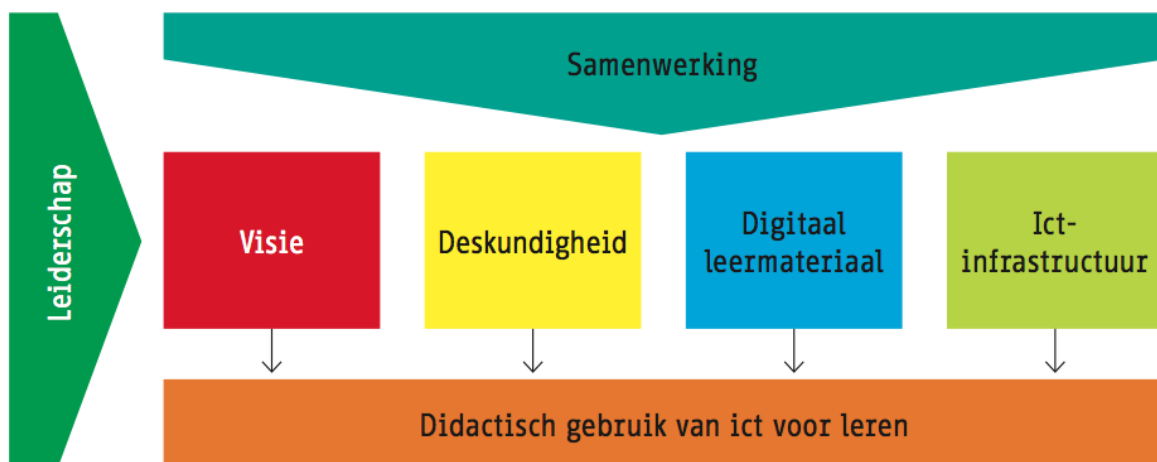 Samenwerking
Leiderschap
Visie
Deskundigheid
Digitaal
leermateriaal
Ict-
infrastructuur
Didactisch gebruik van ict voor leren